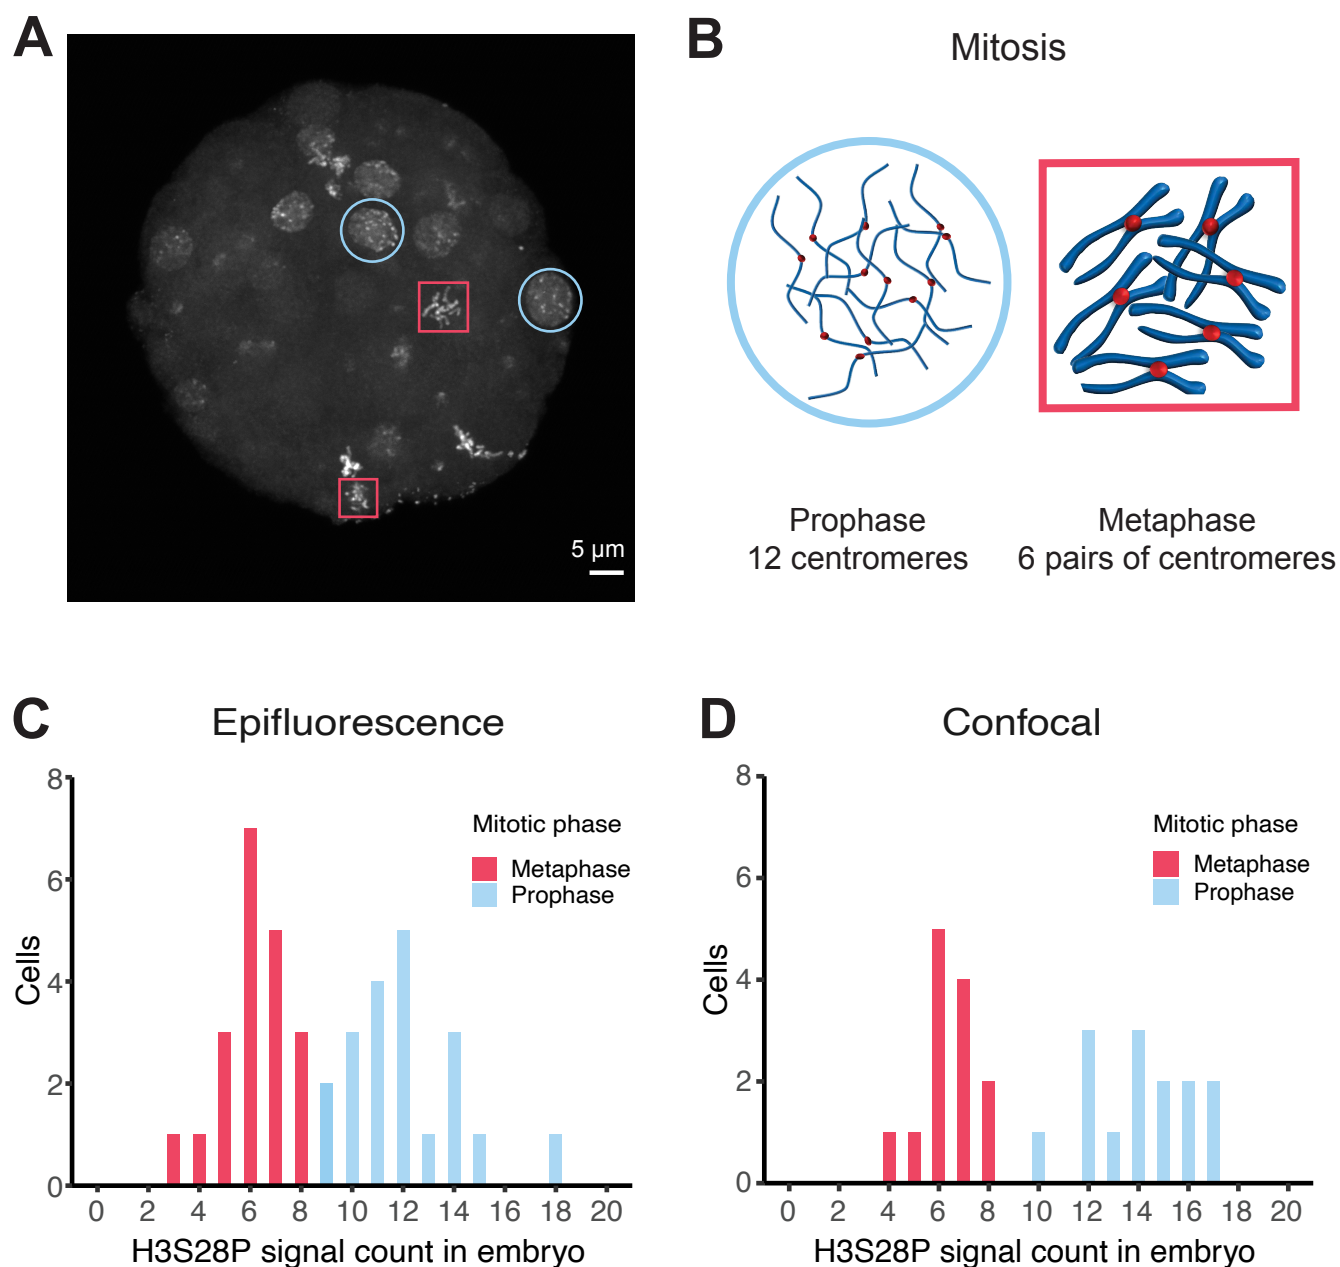 A
5 µm
B
Mitosis
Prophase
12 centromeres
Metaphase
6 pairs of centromeres
C
Epifluorescence
8
6
4
2
0
Cells
Mitotic phase
Metaphase
Prophase
0 2 4 6 8 10 12 14 16 20
H3S28P signal count in embryo
D
Confocal
8
6
4
2
0
Cells
Mitotic phase
Metaphase
Prophase
0 2 4 6 8 10 12 14 16 18 20
H3S28P signal count in embryo